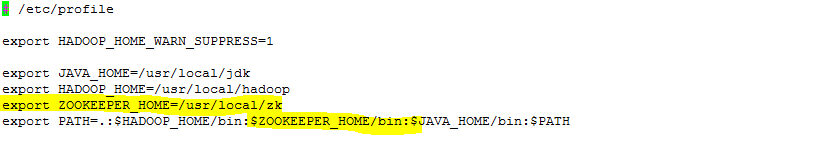 # /etc/profile
export HADOOP_HOME_WARN_SUPPRESS=1
export JAVA_HOME=/usr/local/jdk
export HADOOP_HOME=/usr/local/hadoop
export ZOOKEEPER_HOME=/usr/local/zk
export PATH=.:$HADOOP_HOME/bin:$ZOOKEEPER_HOME/bin:$JAVA_HOME/bin:$PATH